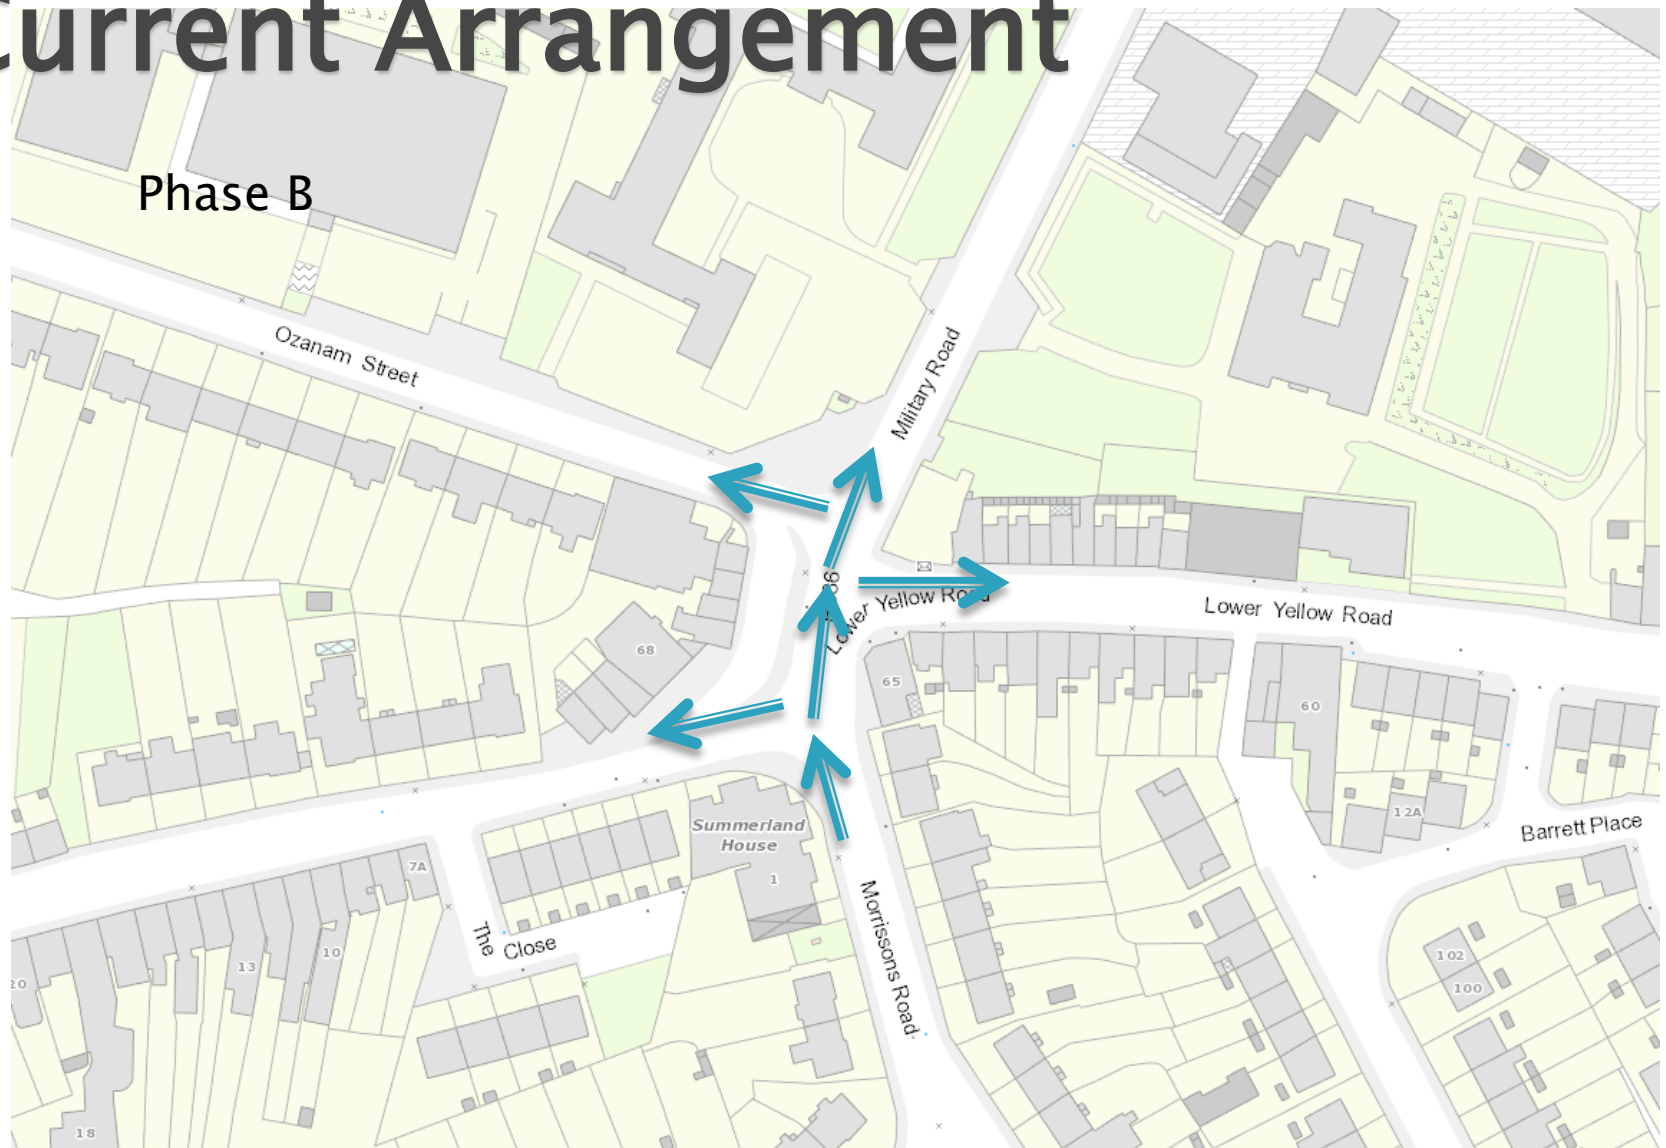 urrent Arrangement
Phase B
Ozanam Street
Military Road
Lower Yellow Road
Lower Yellow Road
68
65
60
12A
Barrett Place
Summerland
House
1
7A
Morrissons Road
The Close
10
13
20
102
100
18